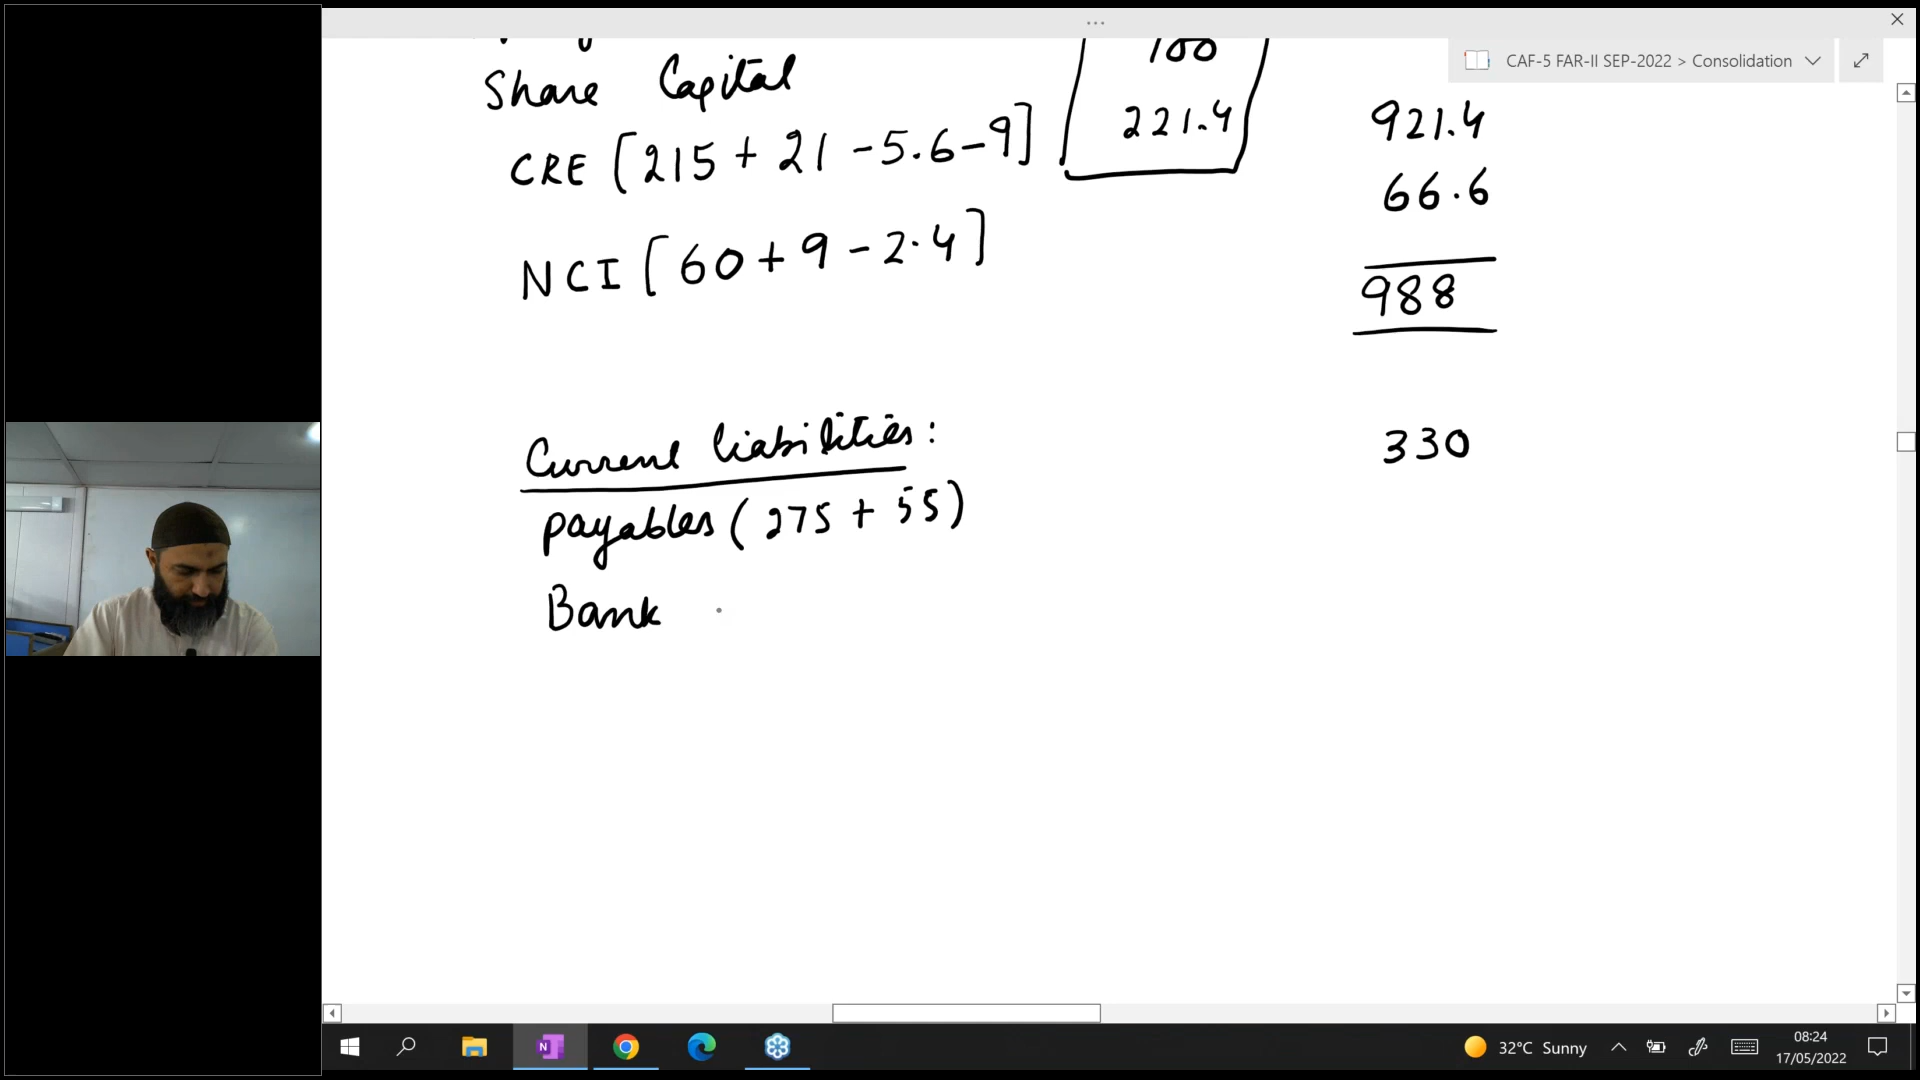 CAF-5 FAR-II SEP-2022 > Consolidation
100
Share Capital
221.4
921.4
CRE [215 + 21 - 5.6 - 9]
66.6
NCI [60 + 9 - 2.4]
988
Current liabilities:
330
Payables (275 + 55)
Bank
32°C Sunny
08:24
17/05/2022